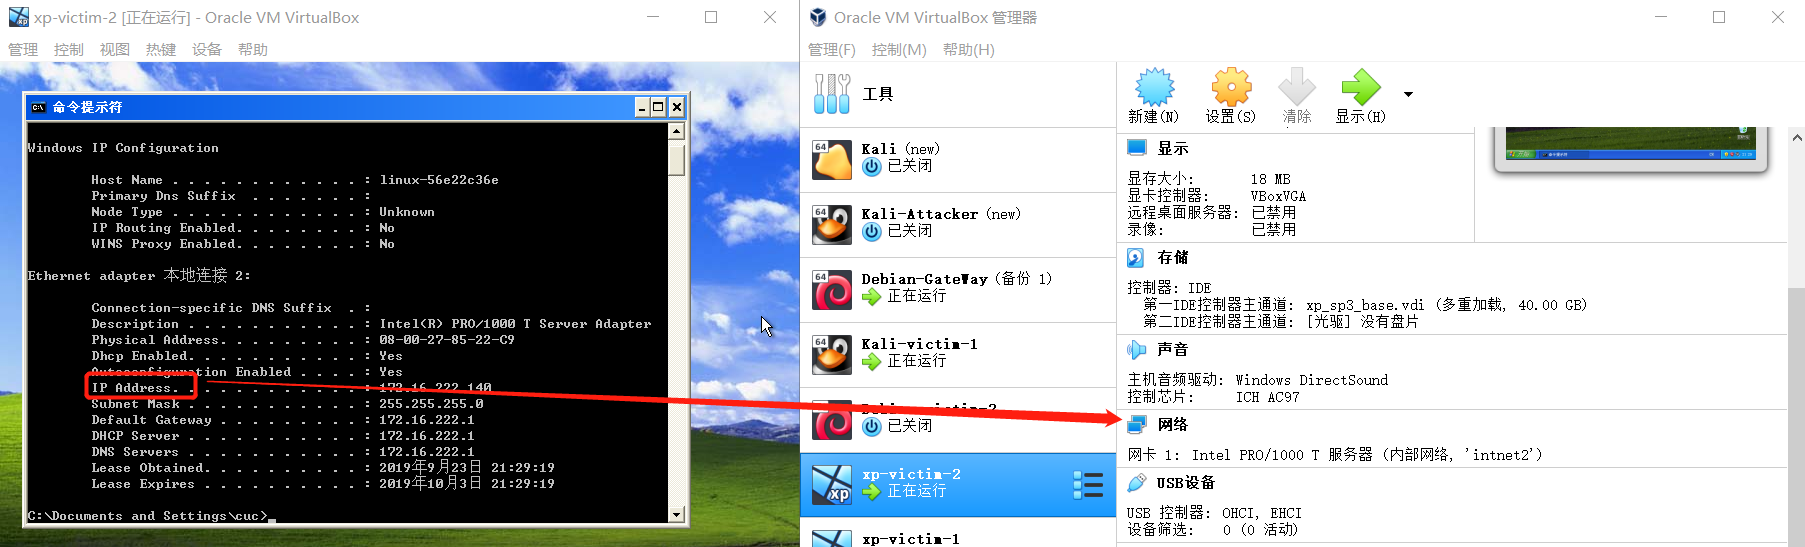 xp-victim-2 [正在运行] - Oracle VM VirtualBox
管理 控制 视图 热键 设备 帮助
命令提示符
Windows IP Configuration
Host Name . . . . . . . . . . . . : linux-56e22c36e
Primary Dns Suffix . . . . . . . :
Node Type . . . . . . . . . . . . : Unknown
IP Routing Enabled. . . . . . . . : No
WINS Proxy Enabled. . . . . . . . : No
Ethernet adapter 本地连接 2:
Connection-specific DNS Suffix . :
Description . . . . . . . . . . . : Intel(R) PRO/1000 T Server Adapter
Physical Address. . . . . . . . . : 08-00-27-85-22-C9
Dhcp Enabled. . . . . . . . . . . : Yes
Autoconfiguration Enabled . . . . : Yes
IP Address. . . . . . . . . . . . : 172.16.222.140
Subnet Mask . . . . . . . . . . . : 255.255.255.0
Default Gateway . . . . . . . . . : 172.16.222.1
DHCP Server . . . . . . . . . . . : 172.16.222.1
DNS Servers . . . . . . . . . . . : 172.16.222.1
Lease Obtained. . . . . . . . . . : 2019年9月23日 21:29:19
Lease Expires . . . . . . . . . . : 2019年10月3日 21:29:19
C:\Documents and Settings\cuc>_
Oracle VM VirtualBox 管理器
管理(F) 控制(M) 帮助(H)
工具
Kali (new)
已关闭
Kali-Attacker (new)
已关闭
Debian-GateWay (备份 1)
正在运行
Kali-victim-1
正在运行
Debian-victim-2
已关闭
xp-victim-2
正在运行
xp-victim-1
新建(N) 设置(S) 清除 显示(H)
显示
显存大小: 18 MB
显卡控制器: VBoxVGA
远程桌面服务器: 已禁用
录像: 已禁用
存储
控制器: IDE
第一IDE控制器主通道: xp_sp3_base.vdi (多重加载, 40.00 GB)
第二IDE控制器主通道: [光驱] 没有盘片
声音
主机音频驱动: Windows DirectSound
控制芯片: ICH AC97
网络
网卡 1: Intel PRO/1000 T 服务器 (内部网络, 'intnet2')
USB设备
USB 控制器: OHCI, EHCI
设备筛选: 0 (0 活动)